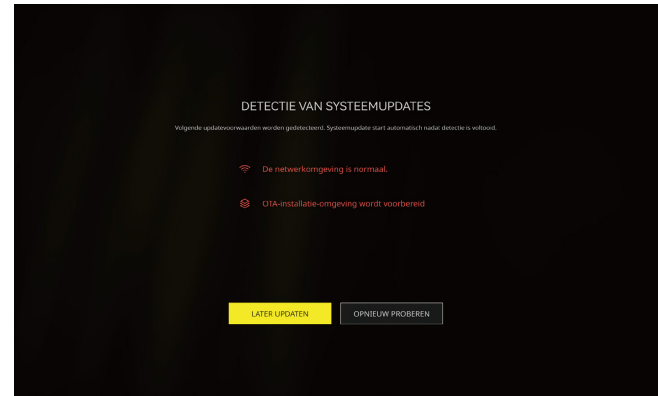 DETECTIE VAN SYSTEEMUPDATES
Volgende updatevoorwaarden worden gedetecteerd. Systeemupdate start automatisch nadat detectie is voltooid.
De netwerkomgeving is normaal.
OTA-installatie-omgeving wordt voorbereid
LATER UPDATEN
OPNIEUW PROBEREN